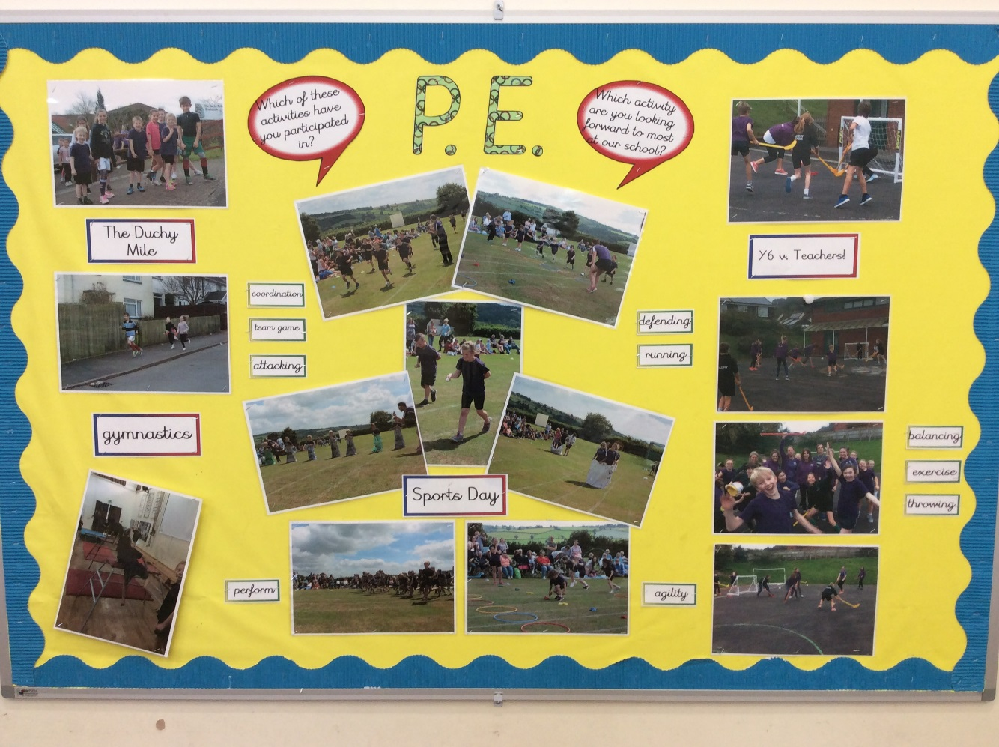 P.E.
Which of these
activities have
you participated
in?
Which activity
are you looking
forward to most
at our school?
The Duchy
Mile
Y6 v. Teachers!
coordination
team game
attacking
defending
running
gymnastics
balancing
exercise
throwing
Sports Day
perform
agility